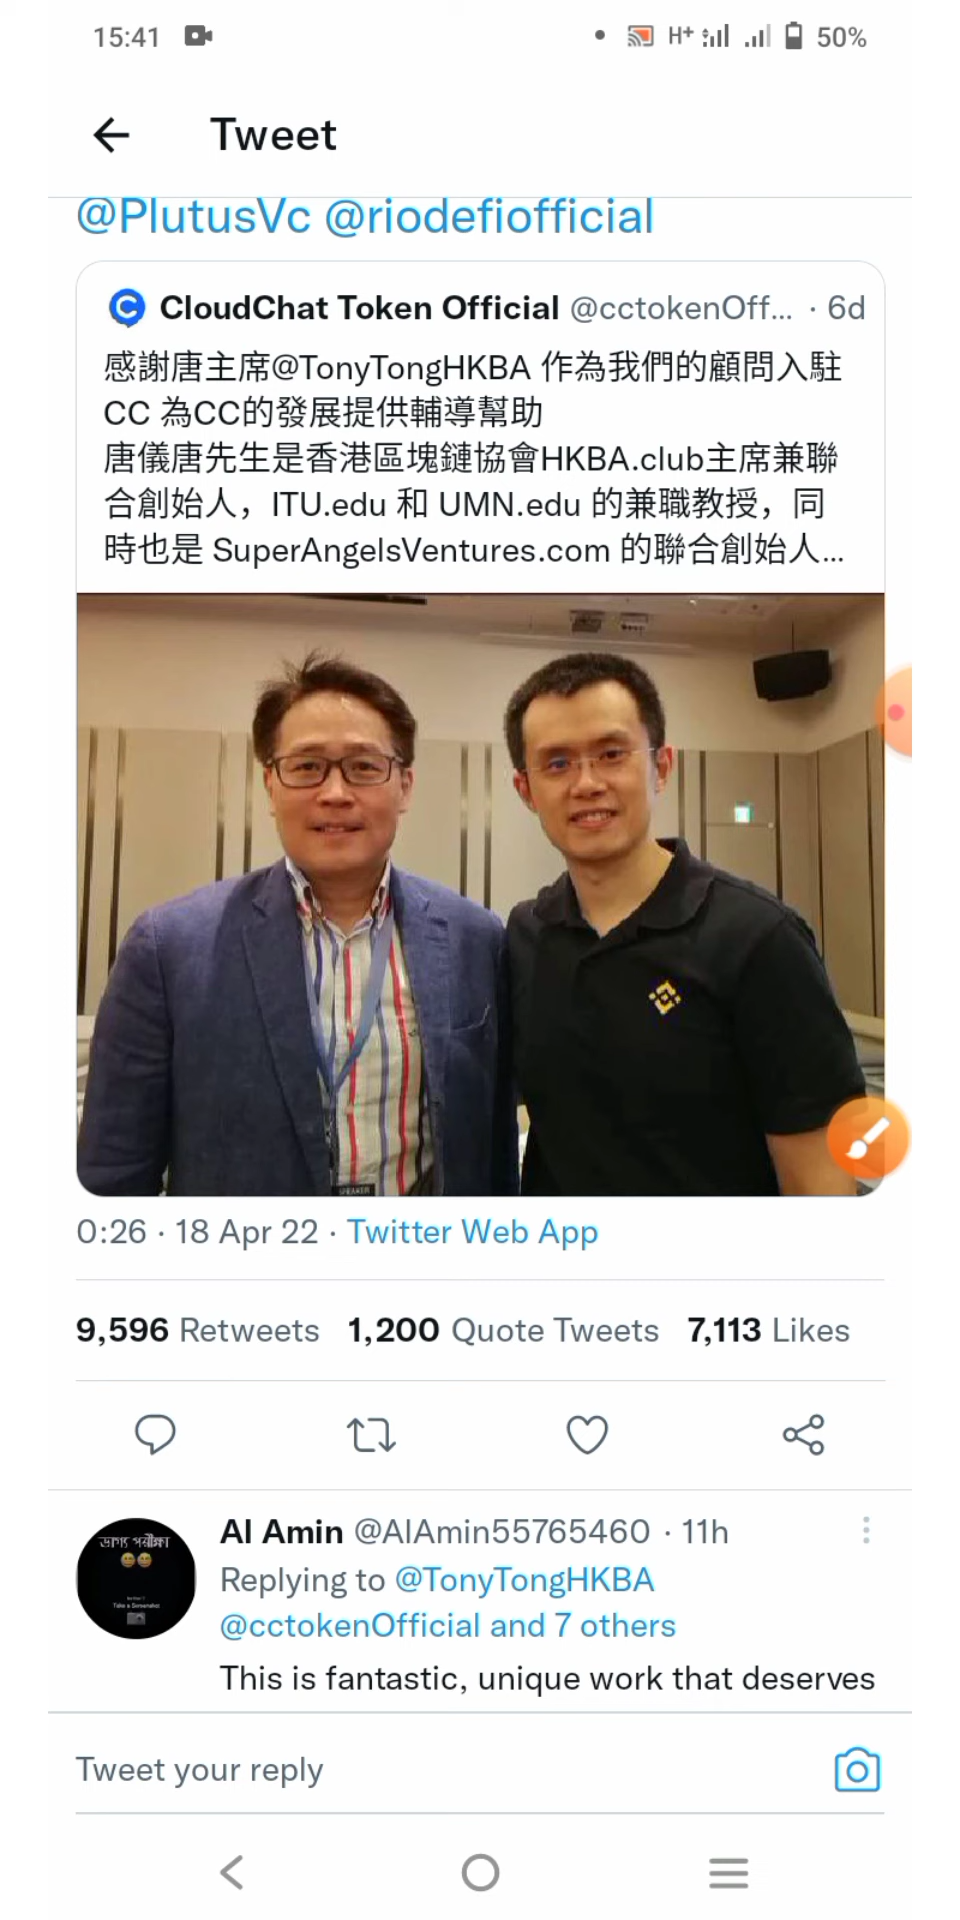 15:41
H+
50%
Tweet
@PlutusVc @riodefiofficial
CloudChat Token Official @cctokenOff... · 6d
感謝唐主席@TonyTongHKBA 作為我們的顧問入駐
CC 為CC的發展提供輔導幫助
唐儀唐先生是香港區塊鏈協會HKBA.club主席兼聯
合創始人，ITU.edu 和 UMN.edu 的兼職教授，同
時也是 SuperAngelsVentures.com 的聯合創始人...
SPEAKER
0:26 · 18 Apr 22 · Twitter Web App
9,596 Retweets 1,200 Quote Tweets 7,113 Likes
ভাগ্য পরীক্ষা
Take a Screenshot
Al Amin @AlAmin55765460 · 11h
Replying to @TonyTongHKBA
@cctokenOfficial and 7 others
This is fantastic, unique work that deserves
Tweet your reply